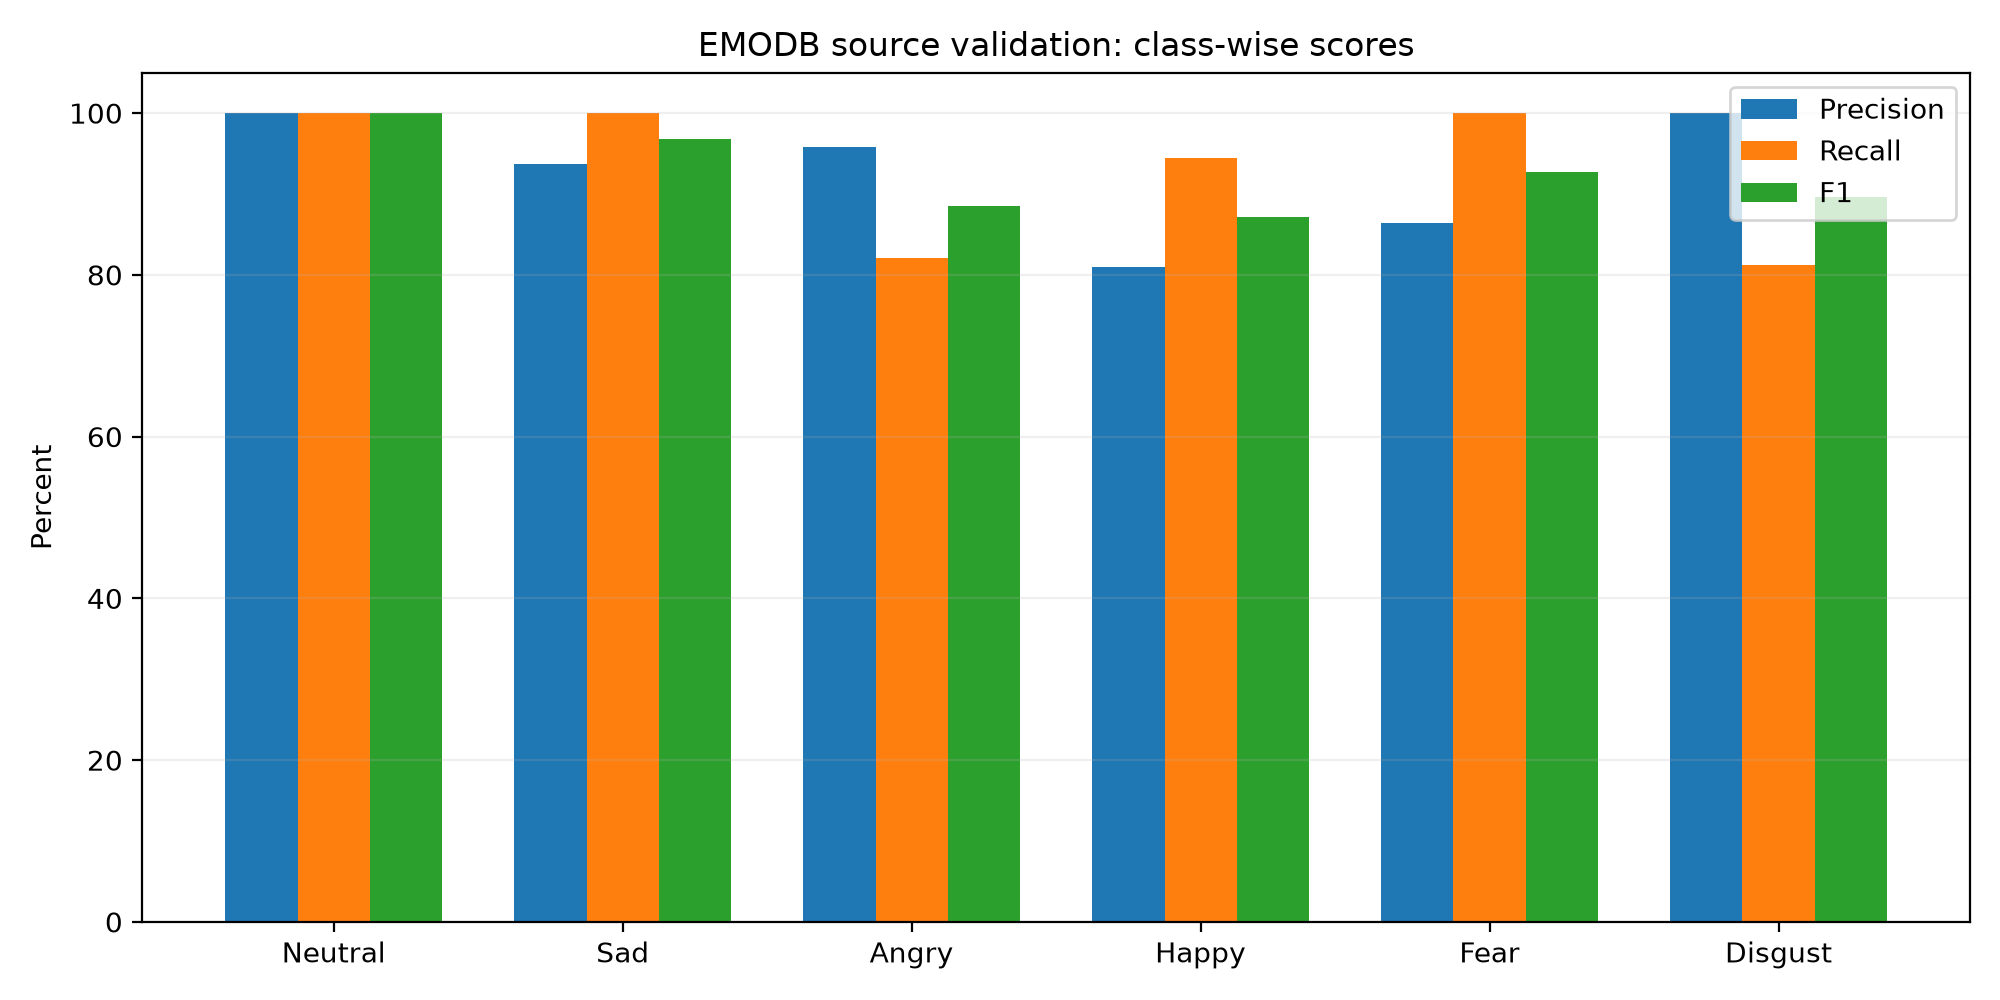 EMODB source validation: class-wise scores
Percent
100
80
60
40
20
0
Precision
Recall
F1
Neutral
Sad
Angry
Happy
Fear
Disgust